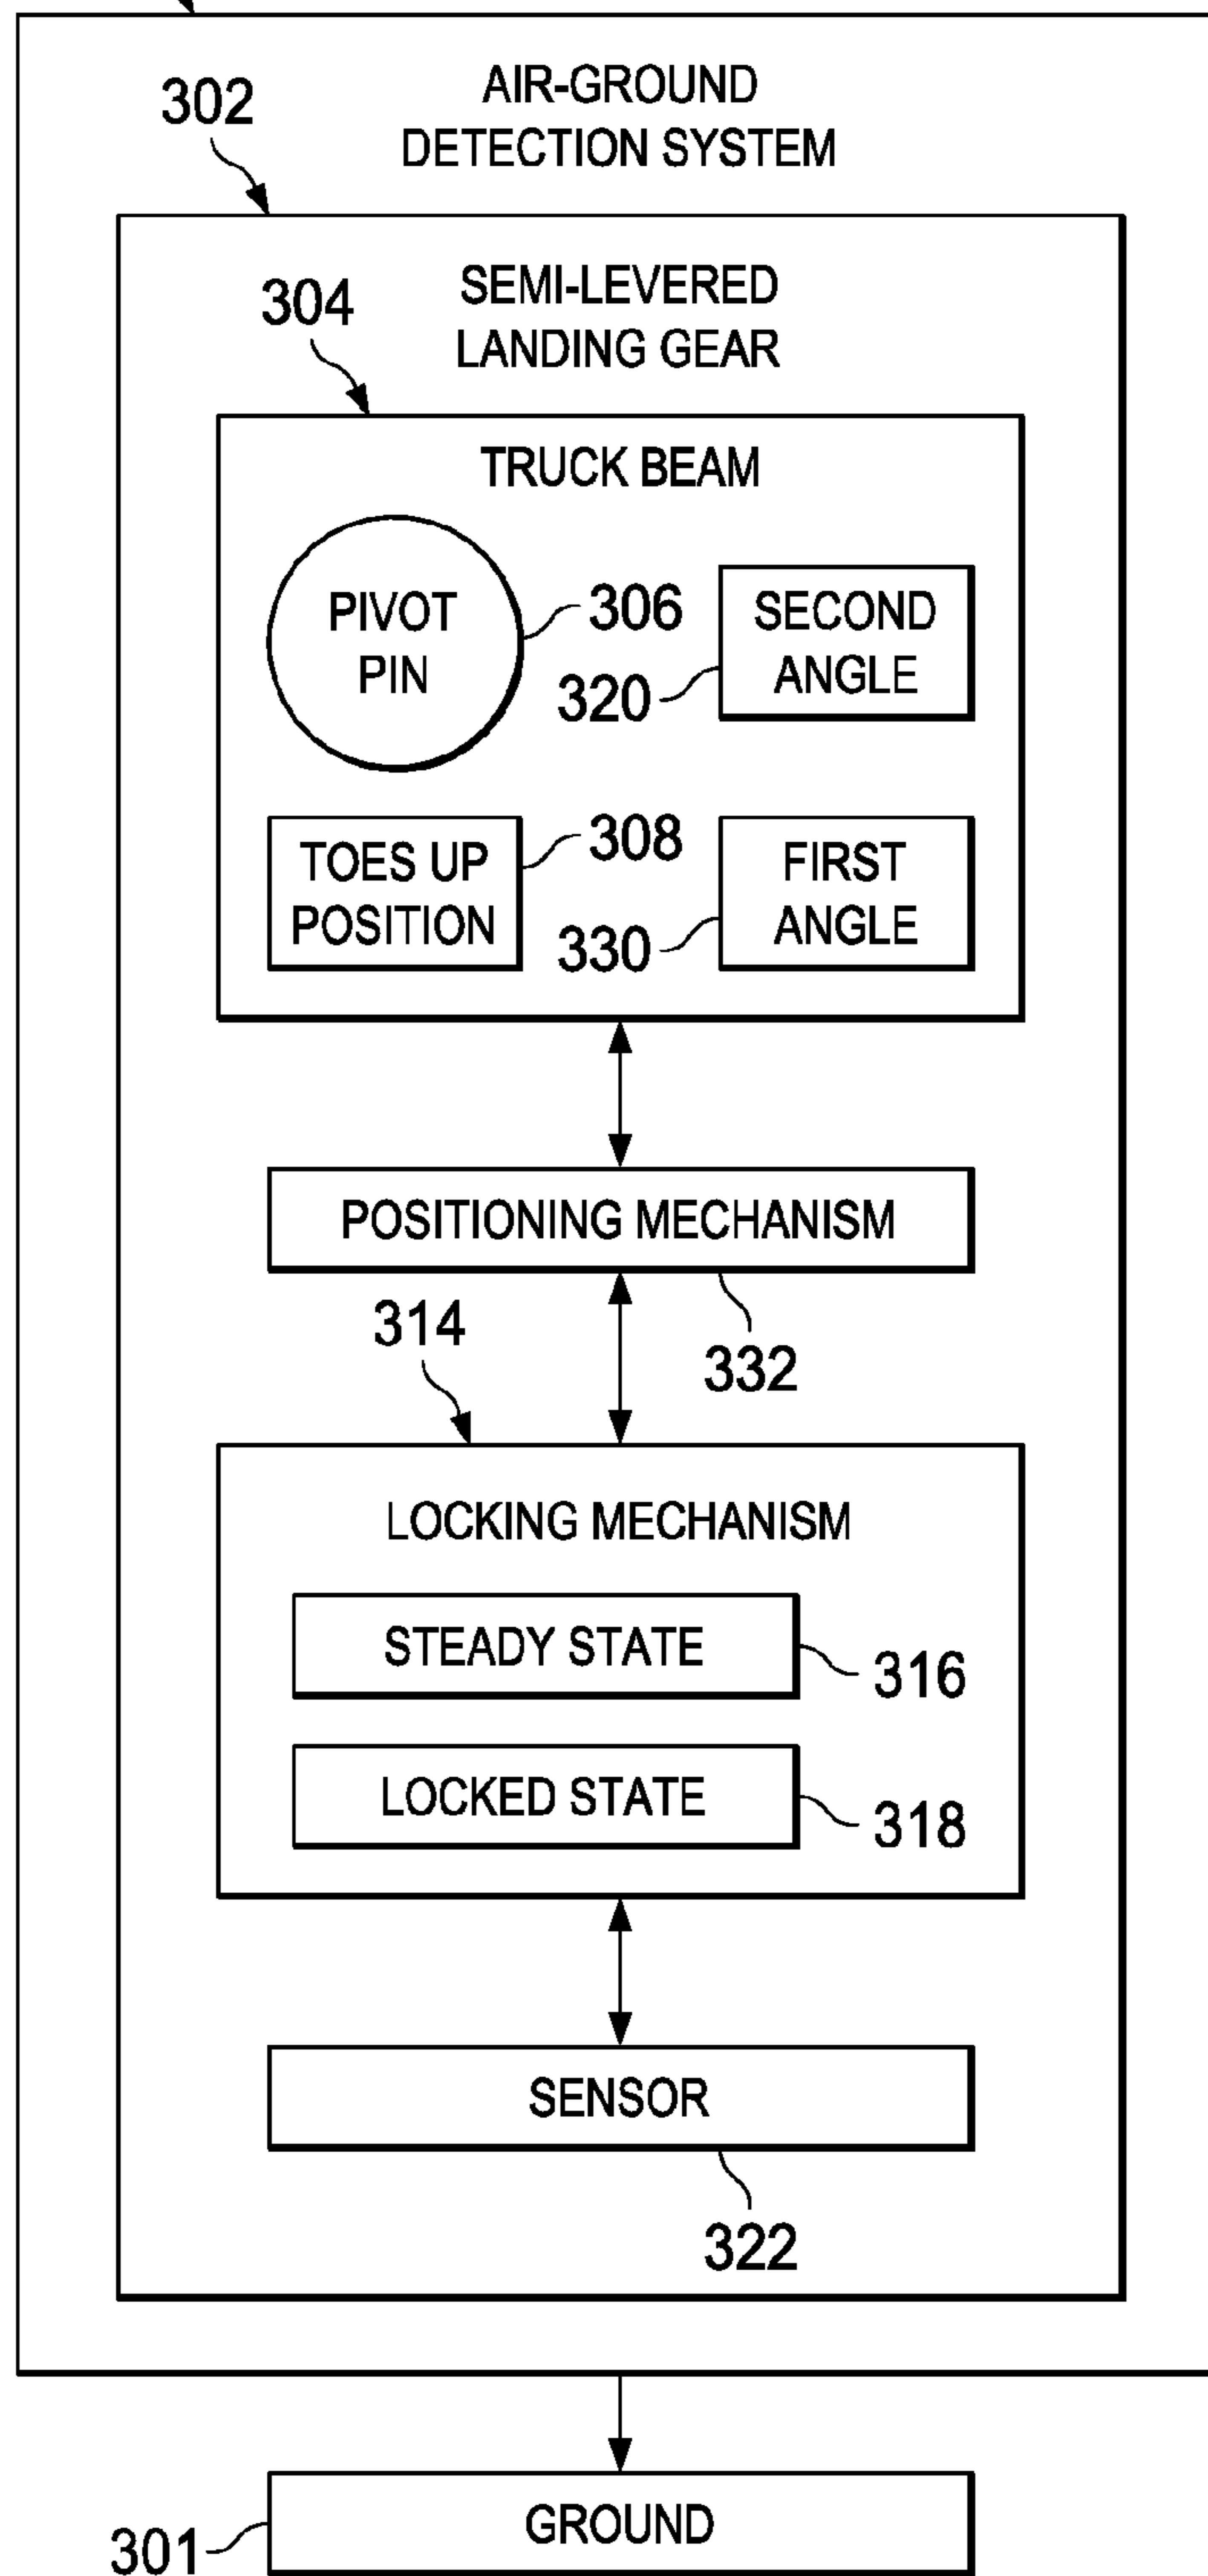 AIR-GROUND
DETECTION SYSTEM
302
SEMI-LEVERED
LANDING GEAR
304
TRUCK BEAM
PIVOT
PIN
306
SECOND
ANGLE
320
TOES UP
POSITION
308
FIRST
ANGLE
330
POSITIONING MECHANISM
332
314
LOCKING MECHANISM
STEADY STATE
316
LOCKED STATE
318
SENSOR
322
GROUND
301